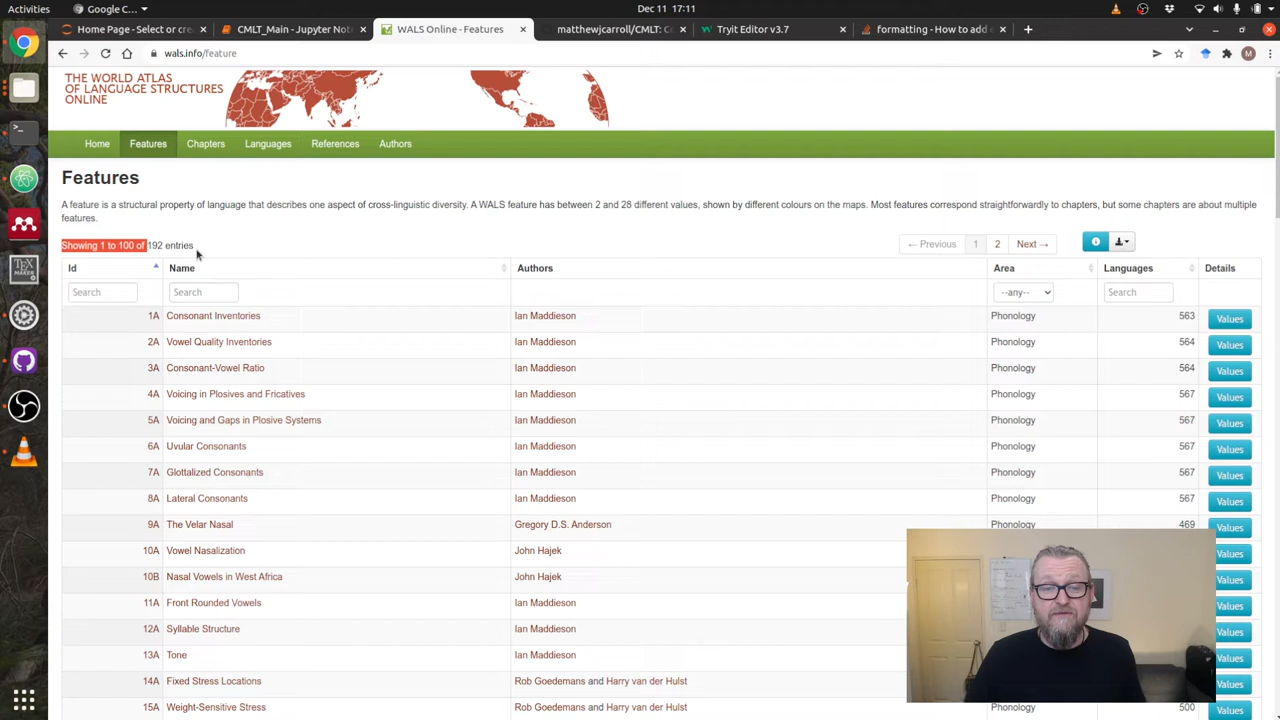 Dec 17 17:11
Home Page - Select or cre
CMLT_Main - Jupyter Note
WALS Online - Features
matthewjcarroll/CMLT: C
Tryit Editor v3.7
formatting - How to add
wals.info/feature
M
THE WORLD ATLAS
OF LANGUAGE STRUCTURES
ONLINE
Home Features Chapters Languages References Authors
Features
A feature is a structural property of language that describes one aspect of cross-linguistic diversity. A WALS feature has between 2 and 28 different values, shown by different colours on the maps. Most features correspond straightforwardly to chapters, but some chapters are about multiple
features.
Showing 1 to 100 of 192 entries
← Previous 1 2 Next →
Id Name Authors Area Languages Details
Search Search --any-- Search
1A Consonant Inventories Ian Maddieson Phonology 563 Values
2A Vowel Quality Inventories Ian Maddieson Phonology 564 Values
3A Consonant-Vowel Ratio Ian Maddieson Phonology 564 Values
4A Voicing in Plosives and Fricatives Ian Maddieson Phonology 567 Values
5A Voicing and Gaps in Plosive Systems Ian Maddieson Phonology 567 Values
6A Uvular Consonants Ian Maddieson Phonology 567 Values
7A Glottalized Consonants Ian Maddieson Phonology 567 Values
8A Lateral Consonants Ian Maddieson Phonology 567 Values
9A The Velar Nasal Gregory D.S. Anderson Phonology 469 Values
10A Vowel Nasalization John Hajek Values
10B Nasal Vowels in West Africa John Hajek Values
11A Front Rounded Vowels Ian Maddieson Values
12A Syllable Structure Ian Maddieson Values
13A Tone Ian Maddieson Values
14A Fixed Stress Locations Rob Goedemans and Harry van der Hulst Values
15A Weight-Sensitive Stress Rob Goedemans and Harry van der Hulst Phonology 500 Values